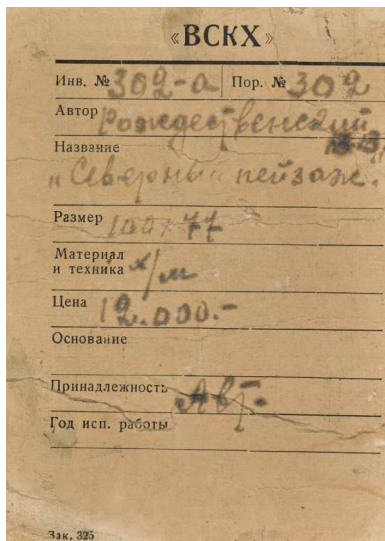 «ВСКХ»
Инв. № 302-а Пор. № 302
Автор Рождественский
Название
„Северный пейзаж"
Размер 100×77
Материал
и техника х/м
Цена 12.000.-
Основание
Принадлежность Авт.
Год исп. работы
Зак. 325